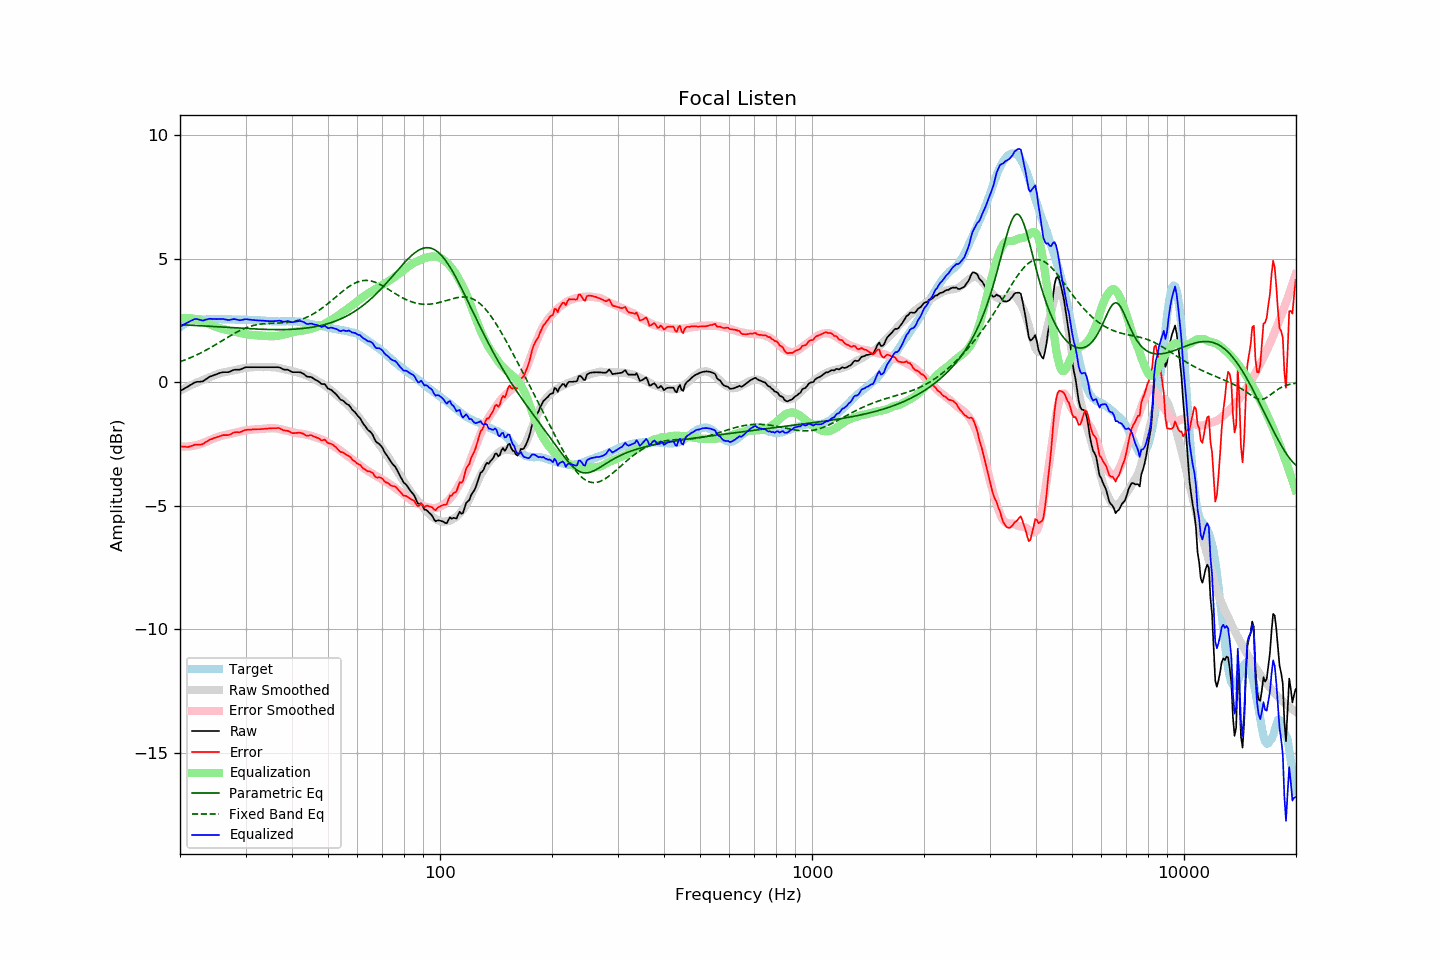 Focal Listen
10
5
0
−5
−10
−15
Amplitude (dBr)
Target
Raw Smoothed
Error Smoothed
Raw
Error
Equalization
Parametric Eq
Fixed Band Eq
Equalized
100 1000 10000
Frequency (Hz)